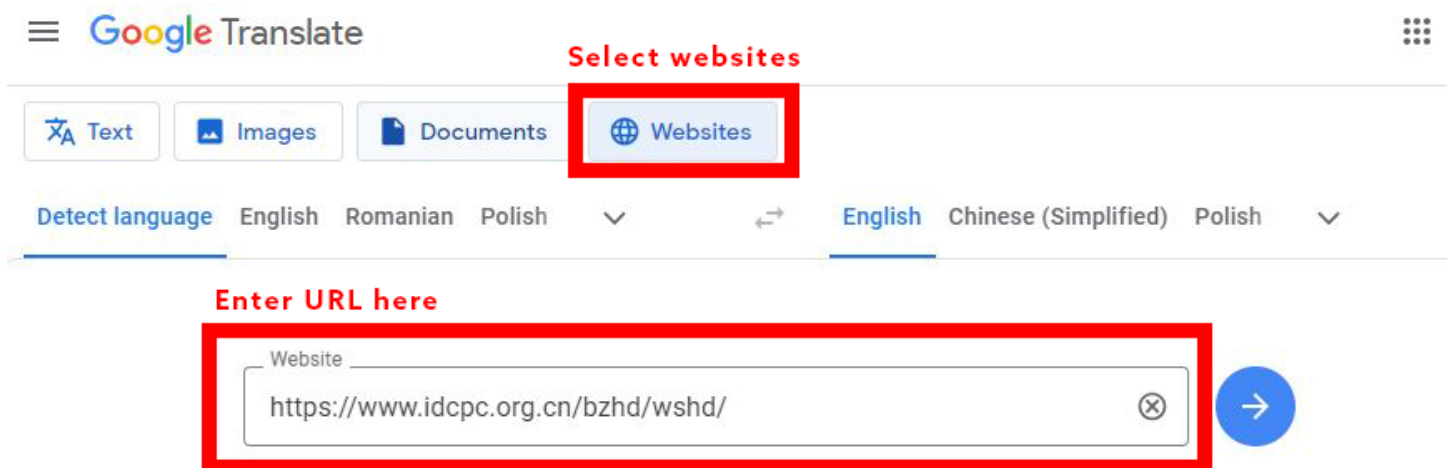 Google Translate
Select websites
Text Images Documents Websites
Detect language English Romanian Polish English Chinese (Simplified) Polish
Enter URL here
Website
https://www.idcpc.org.cn/bzhd/wshd/